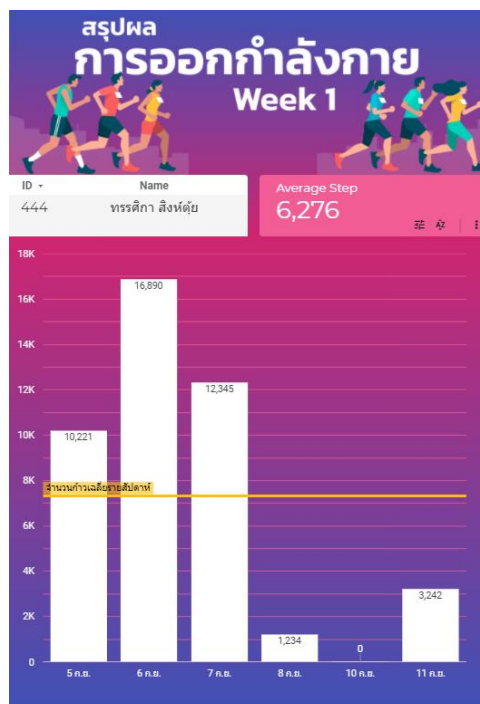 สรุปผล
การออกกำลังกาย
Week 1
ID Name
444 ทรรศิกา สิงห์ตุ้ย
Average Step
6,276
18K
16K
14K
12K
10K
8K
6K
4K
2K
0
10,221
16,890
12,345
1,234
0
3,242
จำนวนก้าวเฉลี่ยรายสัปดาห์
5 ก.ย. 6 ก.ย. 7 ก.ย. 8 ก.ย. 10 ก.ย. 11 ก.ย.